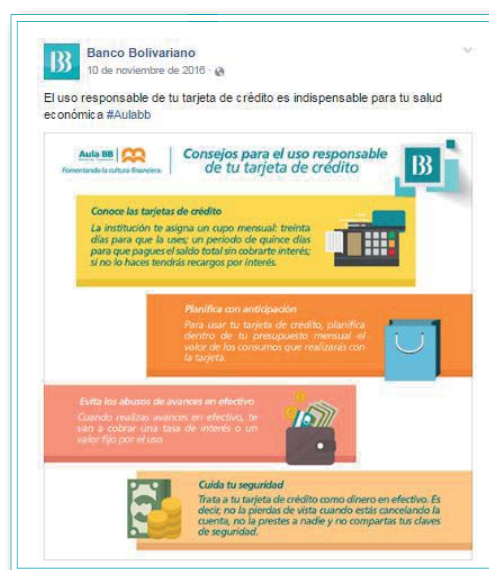 Banco Bolivariano
10 de noviembre de 2016 ·
El uso responsable de tu tarjeta de crédito es indispensable para tu salud
económica #Aulabb
Aula BB
Fomentando la cultura financiera.
Consejos para el uso responsable
de tu tarjeta de crédito
Conoce las tarjetas de crédito
La institución te asigna un cupo mensual: treinta
días para que la uses; un periodo de quince días
para que pagues el saldo total sin cobrarte interés;
si no lo haces tendrás recargos por interés.
Planifica con anticipación
Para usar tu tarjeta de credito, planifica
dentro de tu presupuesto mensual el
valor de los consumos que realizarás con
la tarjeta.
Evita los abusos de avances en efectivo
Cuando realizas avances en efectivo, te
van a cobrar una tasa de interés o un
valor fijo por el uso.
Cuida tu seguridad
Trata a tu tarjeta de crédito como dinero en efectivo. Es
decir, no la pierdas de vista cuando estás cancelando la
cuenta, no la prestes a nadie y no compartas tus claves
de seguridad.